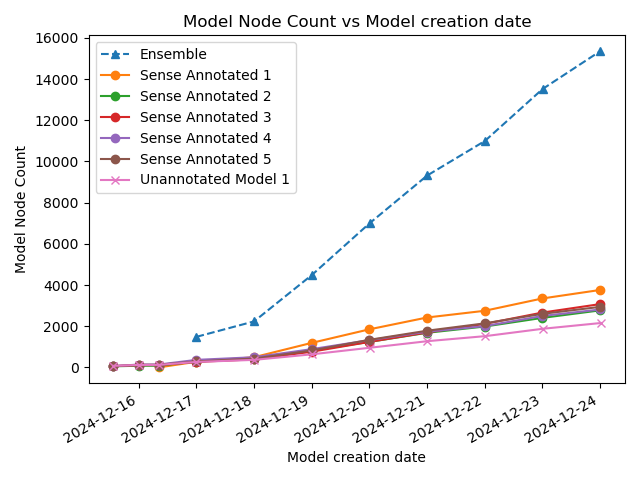 Model Node Count vs Model creation date
16000
14000
12000
10000
8000
6000
4000
2000
0
Model Node Count
Ensemble
Sense Annotated 1
Sense Annotated 2
Sense Annotated 3
Sense Annotated 4
Sense Annotated 5
Unannotated Model 1
2024-12-16
2024-12-17
2024-12-18
2024-12-19
2024-12-20
2024-12-21
2024-12-22
2024-12-23
2024-12-24
Model creation date